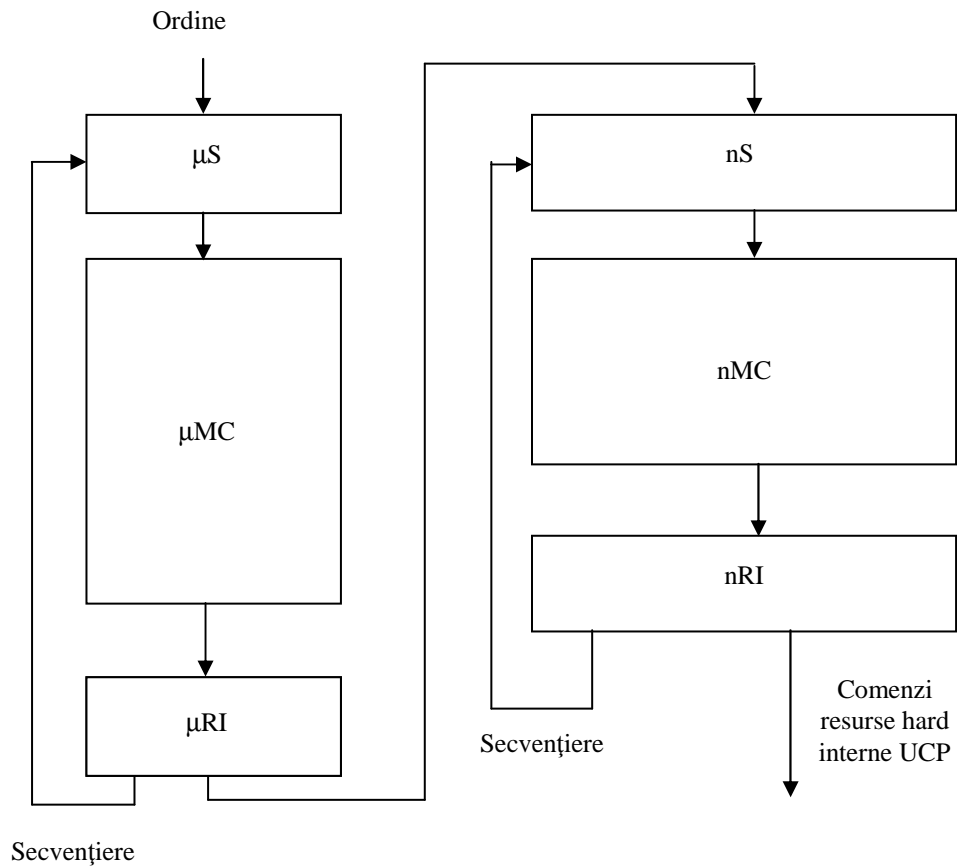 Ordine
μS
nS
μMC
nMC
nRI
μRI
Comenzi
resurse hard
interne UCP
Secvenţiere
Secvenţiere